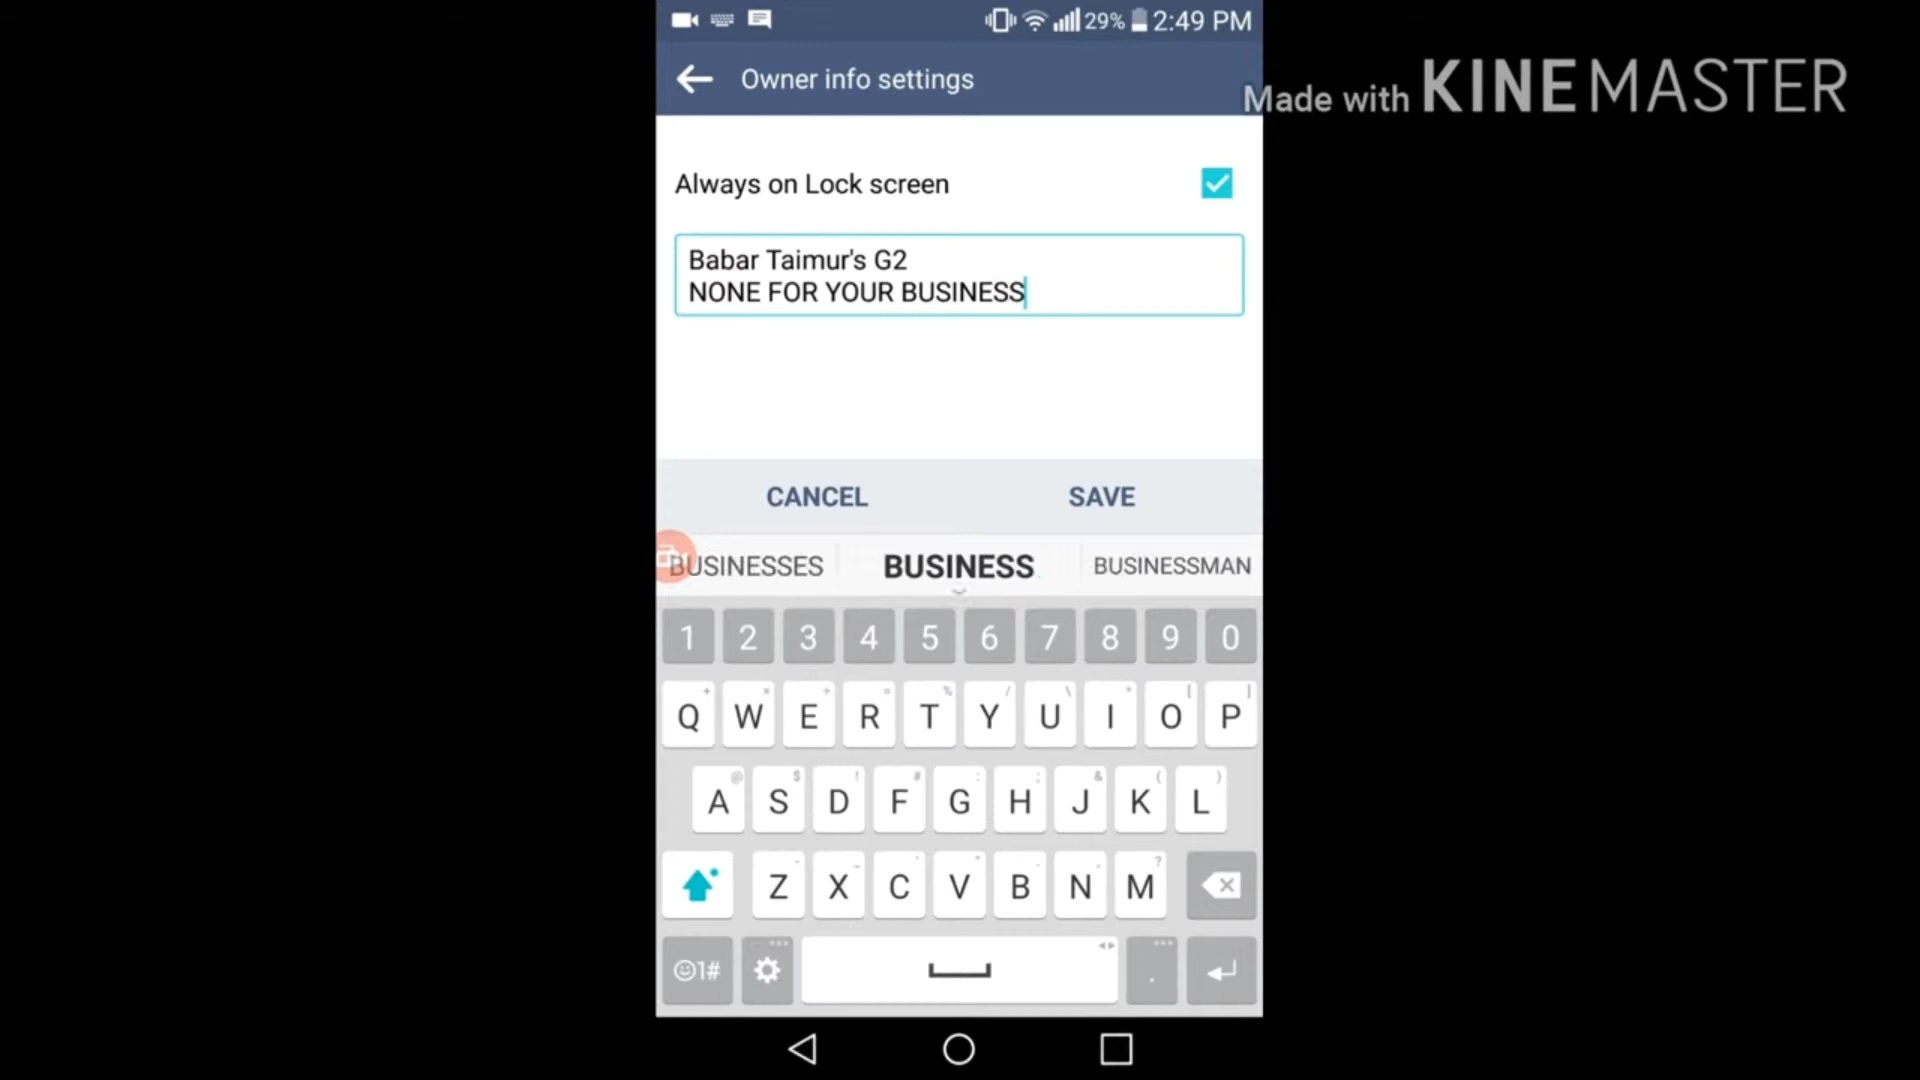 29% 2:49 PM
Owner info settings
Made with KINEMASTER
Always on Lock screen
Babar Taimur's G2
NONE FOR YOUR BUSINESS
CANCEL SAVE
BUSINESSES BUSINESS BUSINESSMAN
1 2 3 4 5 6 7 8 9 0
Q W E R T Y U I O P
A S D F G H J K L
Z X C V B N M
1# .